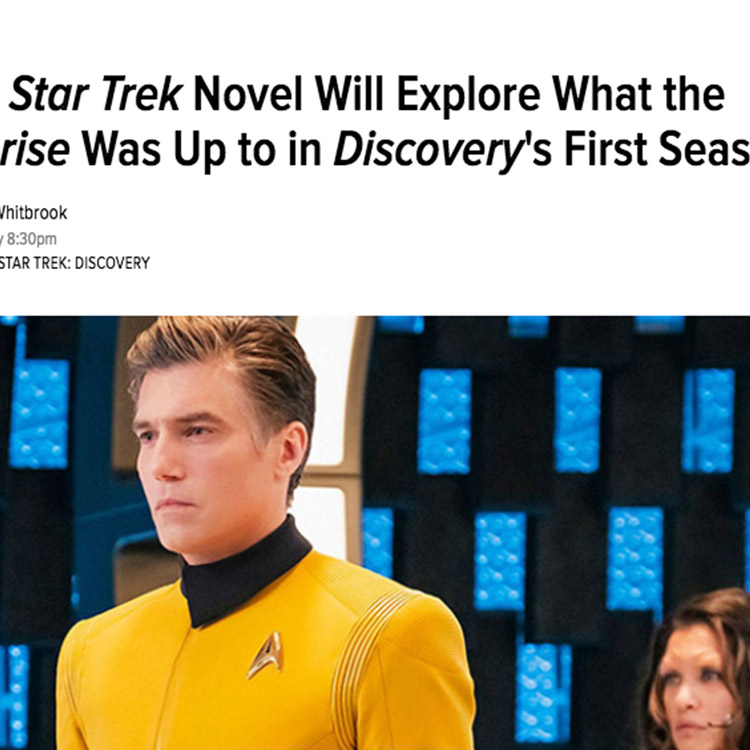 Star Trek Novel Will Explore What the
rise Was Up to in Discovery's First Seas
Whitbrook
y 8:30pm
STAR TREK: DISCOVERY